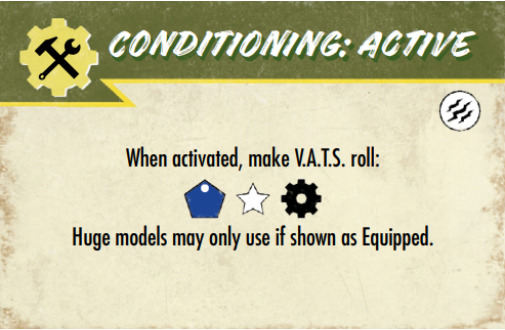 CONDITIONING: ACTIVE
When activated, make V.A.T.S. roll:
Huge models may only use if shown as Equipped.